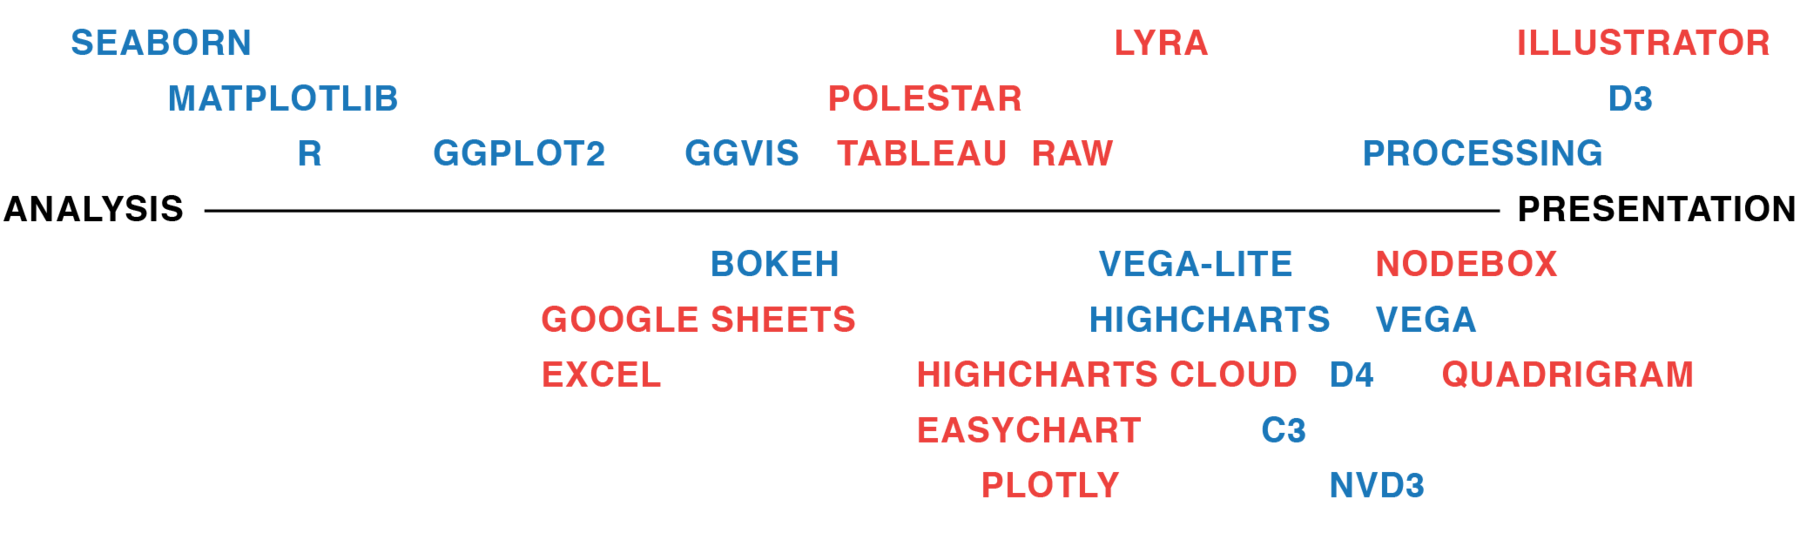 SEABORN LYRA ILLUSTRATOR
MATPLOTLIB POLESTAR D3
R GGPLOT2 GGVIS TABLEAU RAW PROCESSING
ANALYSIS PRESENTATION
BOKEH VEGA-LITE NODEBOX
GOOGLE SHEETS HIGHCHARTS VEGA
EXCEL HIGHCHARTS CLOUD D4 QUADRIGRAM
EASYCHART C3
PLOTLY NVD3